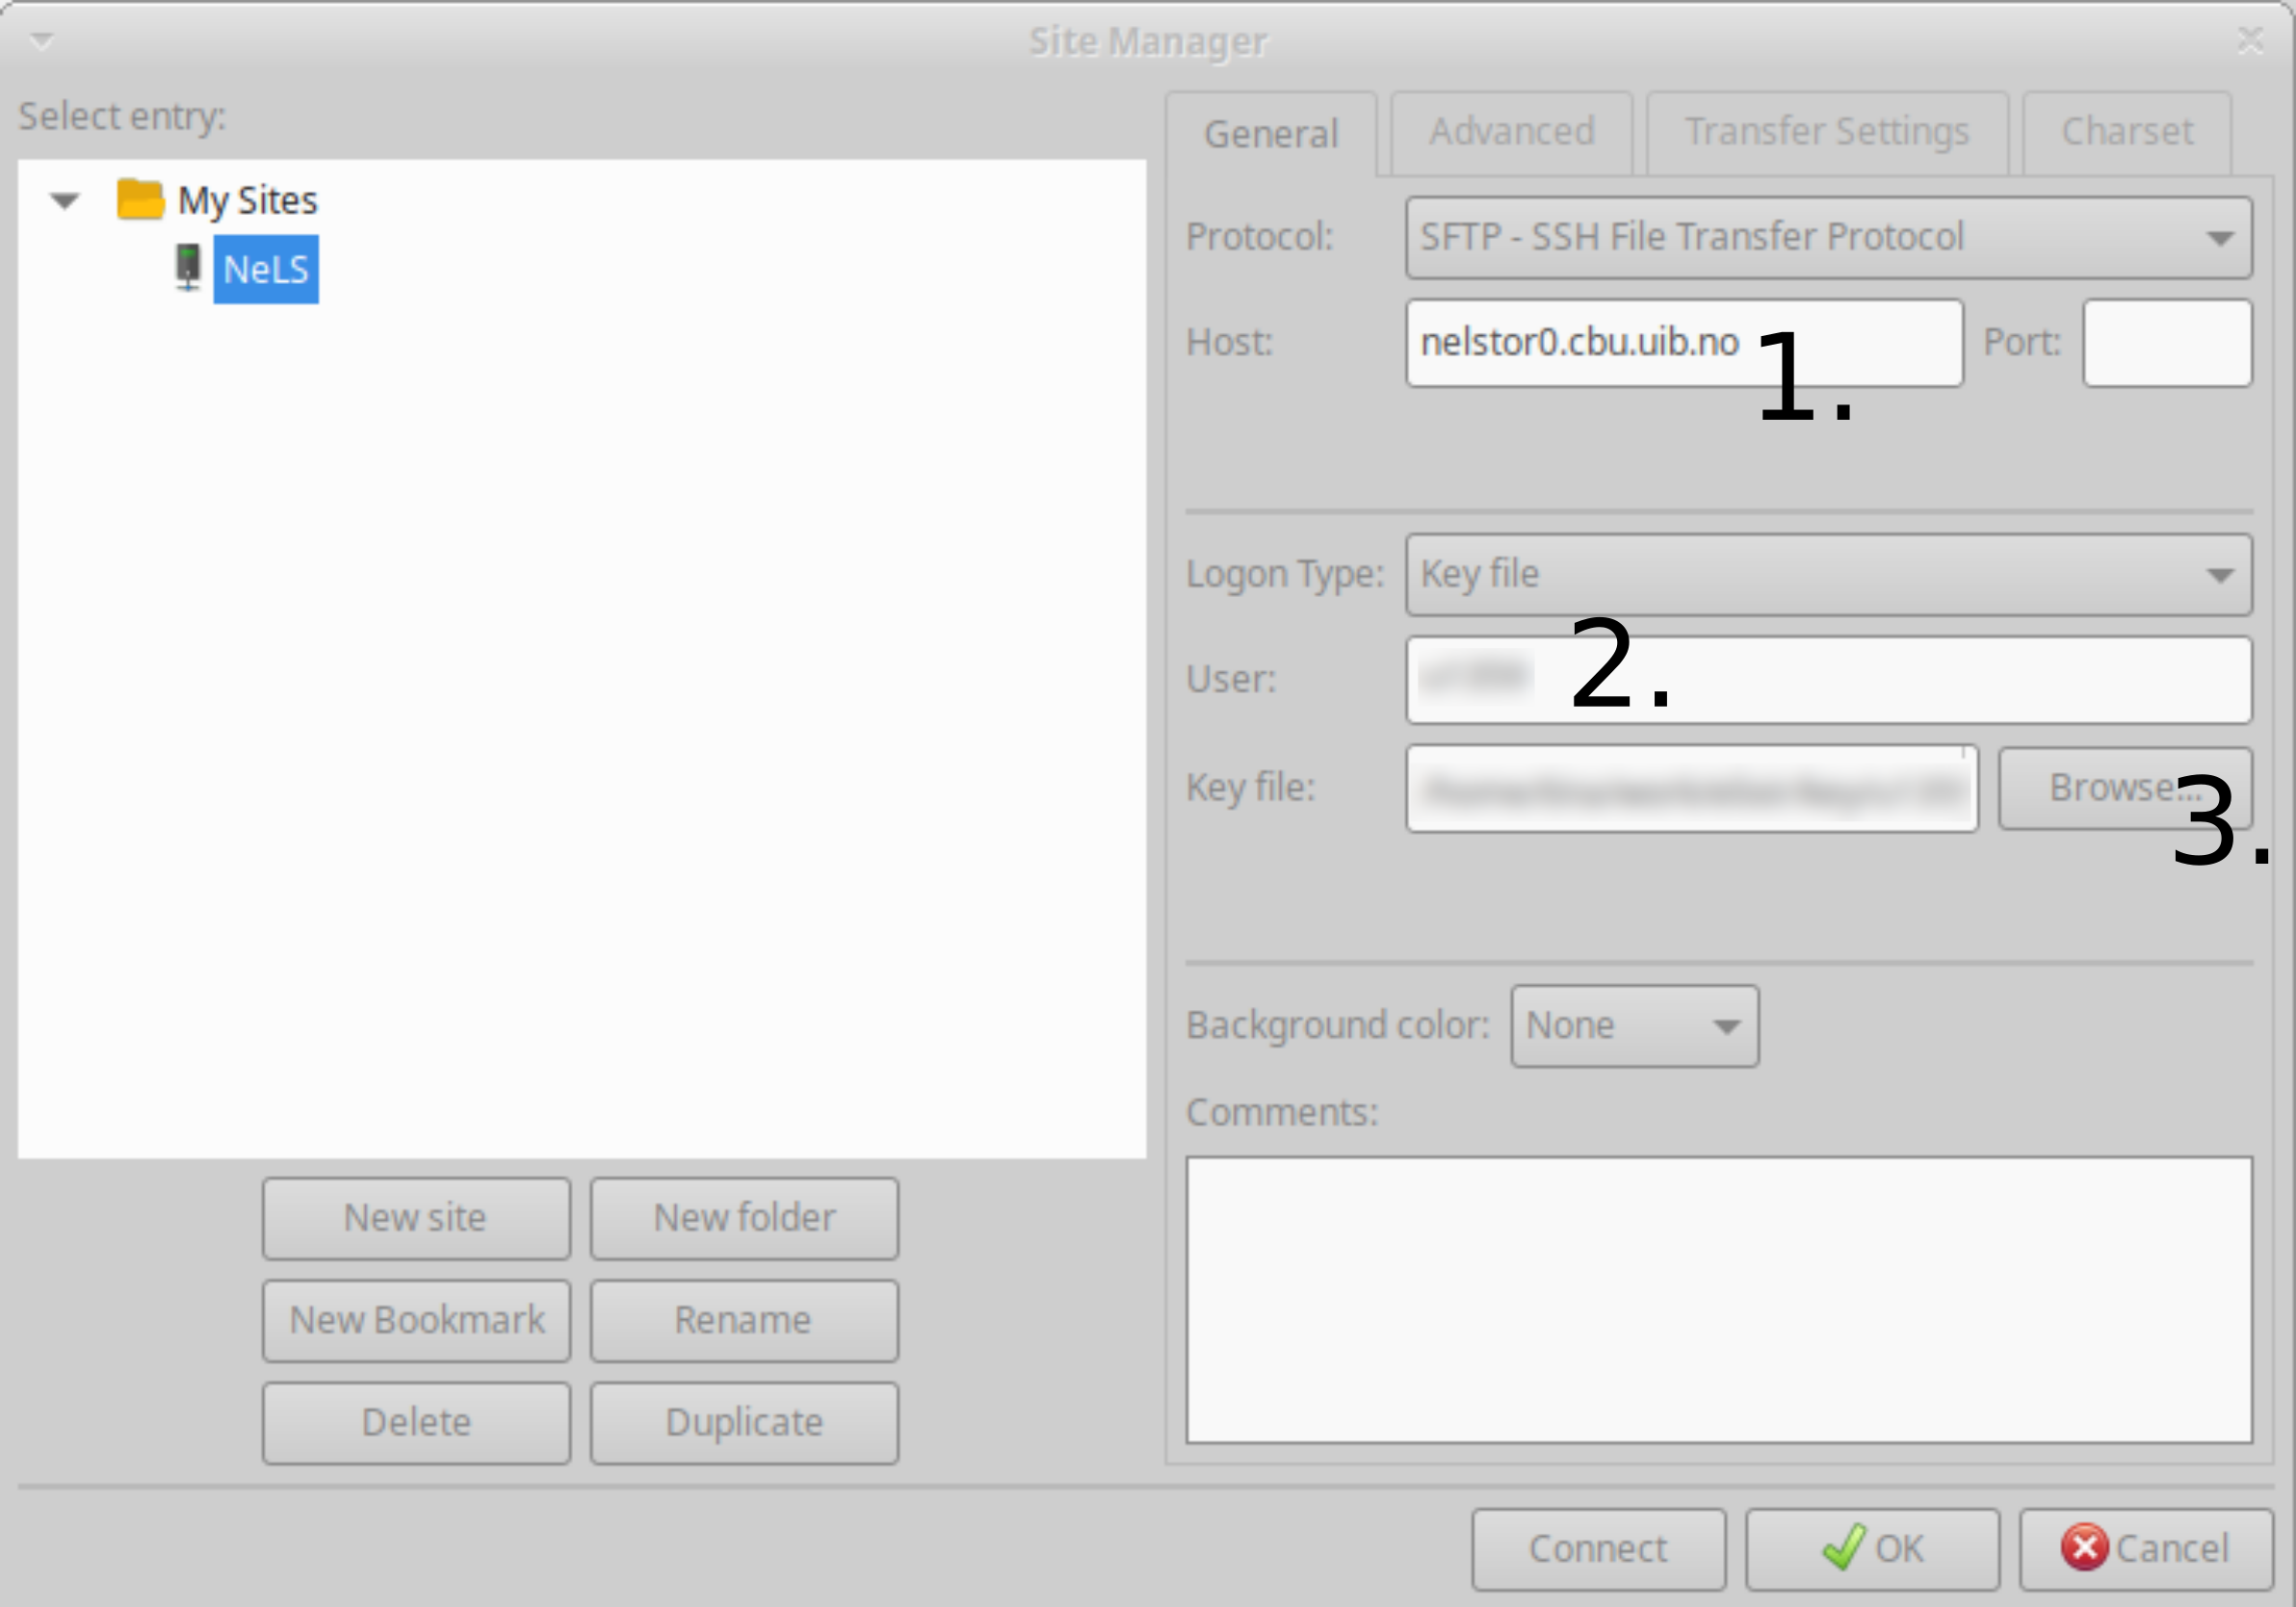 Site Manager
Select entry:
My Sites
NeLS
New site
New folder
New Bookmark
Rename
Delete
Duplicate
General
Advanced
Transfer Settings
Charset
Protocol:
SFTP - SSH File Transfer Protocol
Host:
nelstor0.cbu.uib.no
1.
Port:
Logon Type:
Key file
User:
2.
Key file:
Browse...
3.
Background color:
None
Comments:
Connect
OK
Cancel